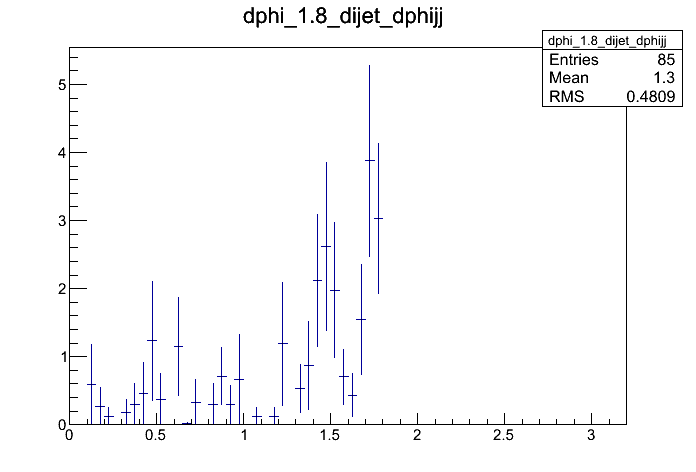 dphi_1.8_dijet_dphijj
dphi_1.8_dijet_dphijj
Entries 85
Mean 1.3
RMS 0.4809
5
4
3
2
1
0
0 0.5 1 1.5 2 2.5 3